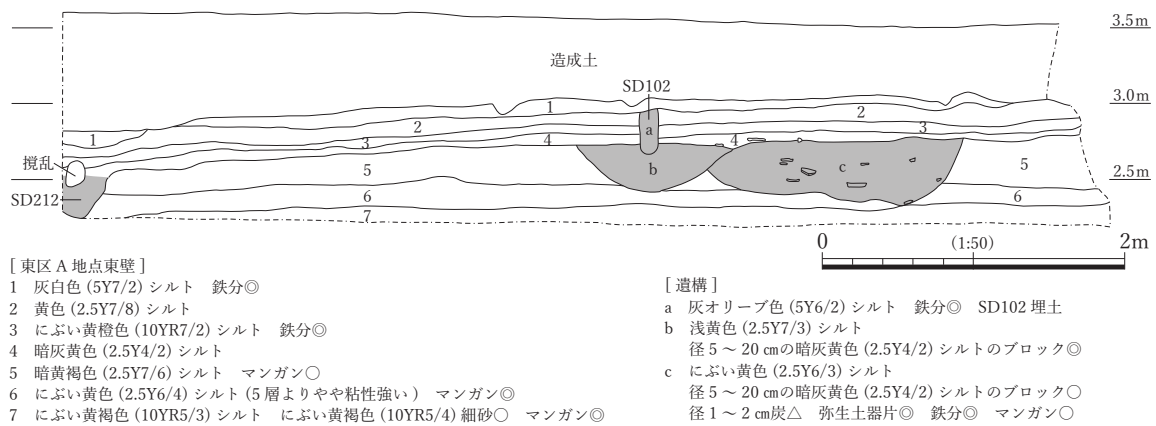 3.5m
造成土
SD102
3.0m
1
2
1
a
2
3
3
4
4
撹乱
5
b
c
5
2.5m
SD212
6
6
7
0
(1:50)
2m
[ 東区 A 地点東壁 ]
1 灰白色 (5Y7/2) シルト 鉄分◎
2 黄色 (2.5Y7/8) シルト
3 にぶい黄橙色 (10YR7/2) シルト 鉄分◎
4 暗灰黄色 (2.5Y4/2) シルト
5 暗黄褐色 (2.5Y7/6) シルト マンガン○
6 にぶい黄色 (2.5Y6/4) シルト (5 層よりやや粘性強い ) マンガン◎
7 にぶい黄褐色 (10YR5/3) シルト にぶい黄褐色 (10YR5/4) 細砂○ マンガン◎
[ 遺構 ]
a 灰オリーブ色 (5Y6/2) シルト 鉄分◎ SD102 埋土
b 浅黄色 (2.5Y7/3) シルト
径 5 ～ 20 ㎝の暗灰黄色 (2.5Y4/2) シルトのブロック◎
c にぶい黄色 (2.5Y6/3) シルト
径 5 ～ 20 ㎝の暗灰黄色 (2.5Y4/2) シルトのブロック○
径 1 ～ 2 ㎝炭△ 弥生土器片◎ 鉄分◎ マンガン○